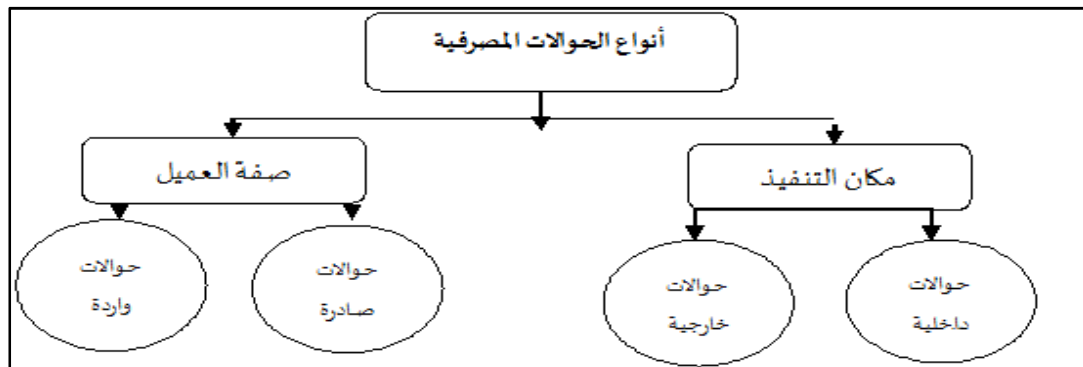 أنواع الحوالات المصرفية
مكان التنفيذ
صفة العميل
حوالات
داخلية
حوالات
خارجية
حوالات
صادرة
حوالات
واردة